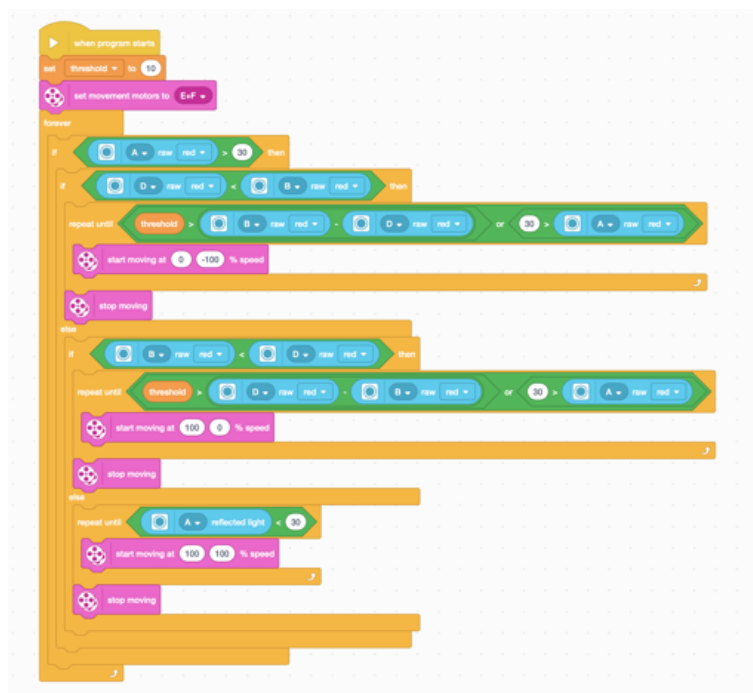 when program starts
set threshold to 10
set movement motors to E+F
forever
if A raw red > 30 then
if D raw red < B raw red then
repeat until threshold > B raw red - D raw red or 30 > A raw red
start moving at 0 -100 % speed
stop moving
else
if B raw red < D raw red then
repeat until threshold > D raw red - B raw red or 30 > A raw red
start moving at 100 0 % speed
stop moving
else
repeat until A reflected light < 30
start moving at 100 100 % speed
stop moving